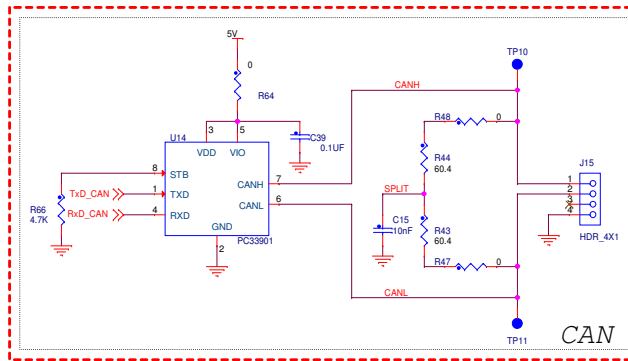 5V
0
R64
TP10
CANH
U14
3
5
C39
0.1UF
VDD
VIO
R48
0
J15
8
STB
R44
60.4
TxD_CAN
1
TXD
CANH
7
SPLIT
1
2
3
4
RxD_CAN
4
RXD
CANL
6
R66
4.7K
C15
10nF
R43
60.4
GND
2
PC33901
HDR_4X1
R47
0
CANL
TP11
CAN